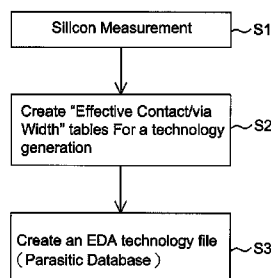 Silicon Measurement
S1
Create "Effective Contact/via
Width" tables For a technology
generation
S2
Create an EDA technology file
(Parasitic Database)
S3